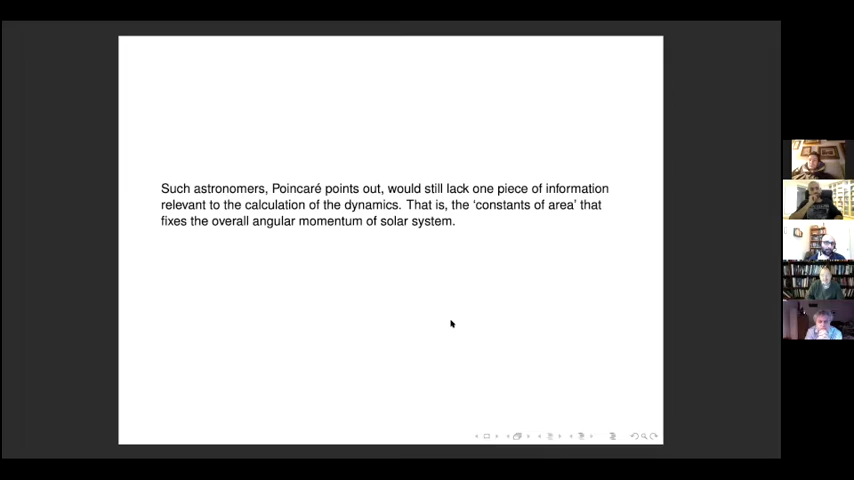 Such astronomers, Poincaré points out, would still lack one piece of information
relevant to the calculation of the dynamics. That is, the ‘constants of area’ that
fixes the overall angular momentum of solar system.